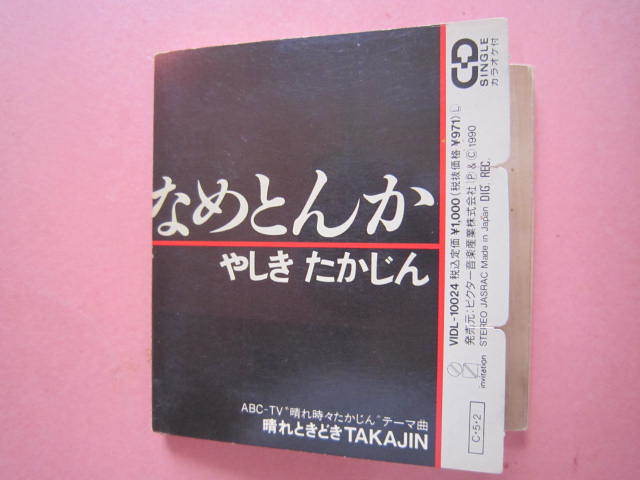 なめとんか
やしき たかじん
ABC-TV“晴れ時々たかじん”テーマ曲
晴れときどきTAKAJIN
CD
SINGLE
カラオケ付
VIDL-10024 税込定価¥1,000(税抜価格¥971) L
発売元:ビクター音楽産業株式会社 Ⓟ & Ⓒ 1990
STEREO JASRAC Made in Japan DIG. REC.
invitation
C・5・2